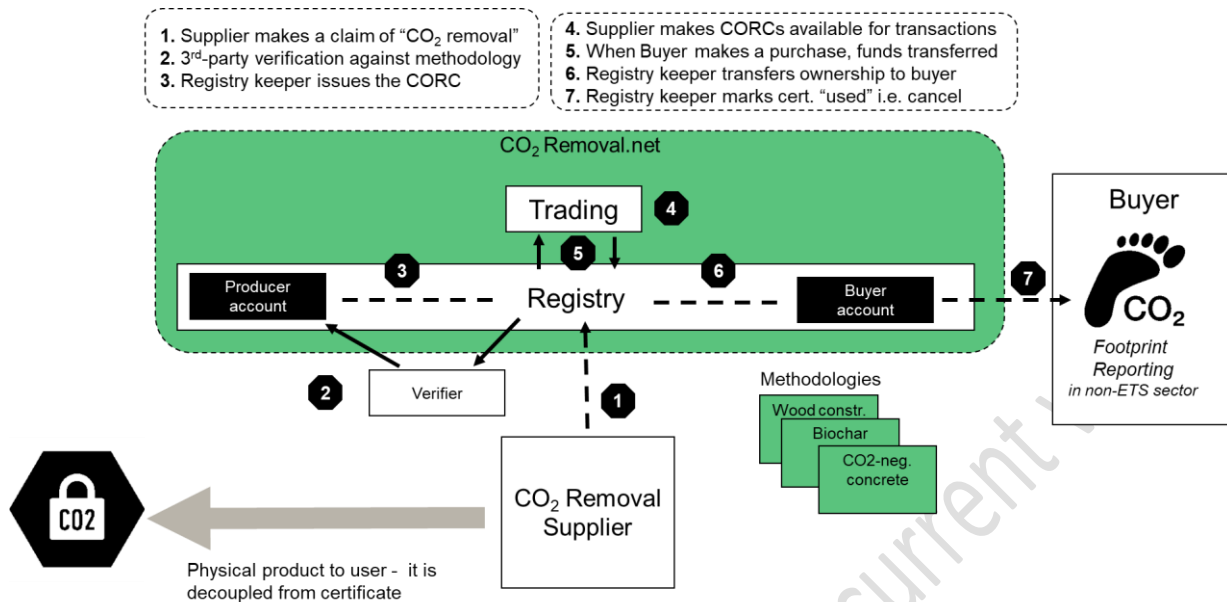 1. Supplier makes a claim of “CO₂ removal”
2. 3ʳᵈ-party verification against methodology
3. Registry keeper issues the CORC
4. Supplier makes CORCs available for transactions
5. When Buyer makes a purchase, funds transferred
6. Registry keeper transfers ownership to buyer
7. Registry keeper marks cert. “used” i.e. cancel
CO₂ Removal.net
Trading
4
5
3
6
Producer
account
Registry
Buyer
account
7
Buyer
CO₂
Footprint
Reporting
in non-ETS sector
2
Verifier
1
Methodologies
Wood constr.
Biochar
CO2-neg.
concrete
CO₂ Removal
Supplier
CO2
Physical product to user - it is
decoupled from certificate
current